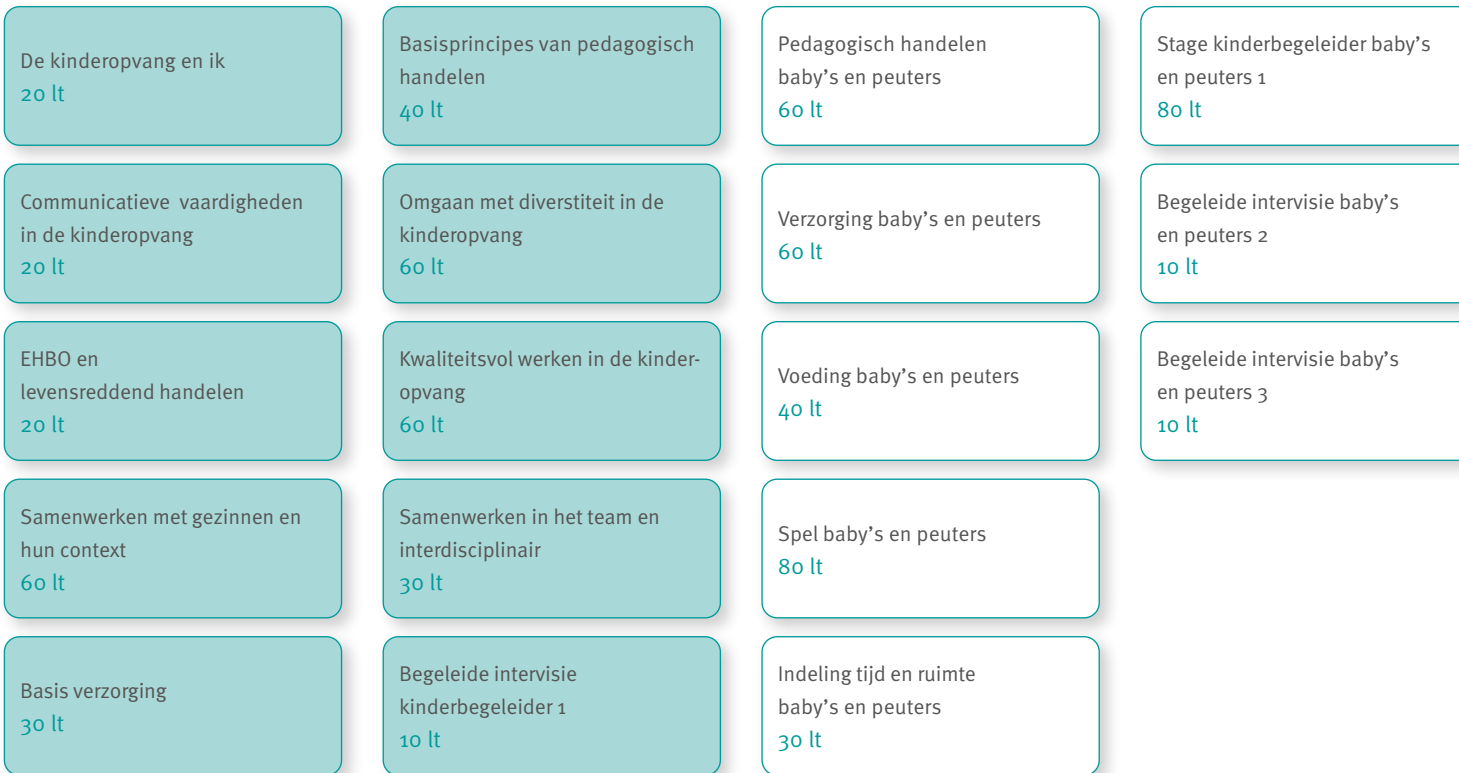 De kinderopvang en ik
20 lt
Communicatieve vaardigheden
in de kinderopvang
20 lt
EHBO en
levensreddend handelen
20 lt
Samenwerken met gezinnen en
hun context
60 lt
Basis verzorging
30 lt
Basisprincipes van pedagogisch
handelen
40 lt
Omgaan met diverstiteit in de
kinderopvang
60 lt
Kwaliteitsvol werken in de kinder-
opvang
60 lt
Samenwerken in het team en
interdisciplinair
30 lt
Begeleide intervisie
kinderbegeleider 1
10 lt
Pedagogisch handelen
baby’s en peuters
60 lt
Verzorging baby’s en peuters
60 lt
Voeding baby’s en peuters
40 lt
Spel baby’s en peuters
80 lt
Indeling tijd en ruimte
baby’s en peuters
30 lt
Stage kinderbegeleider baby’s
en peuters 1
80 lt
Begeleide intervisie baby’s
en peuters 2
10 lt
Begeleide intervisie baby’s
en peuters 3
10 lt